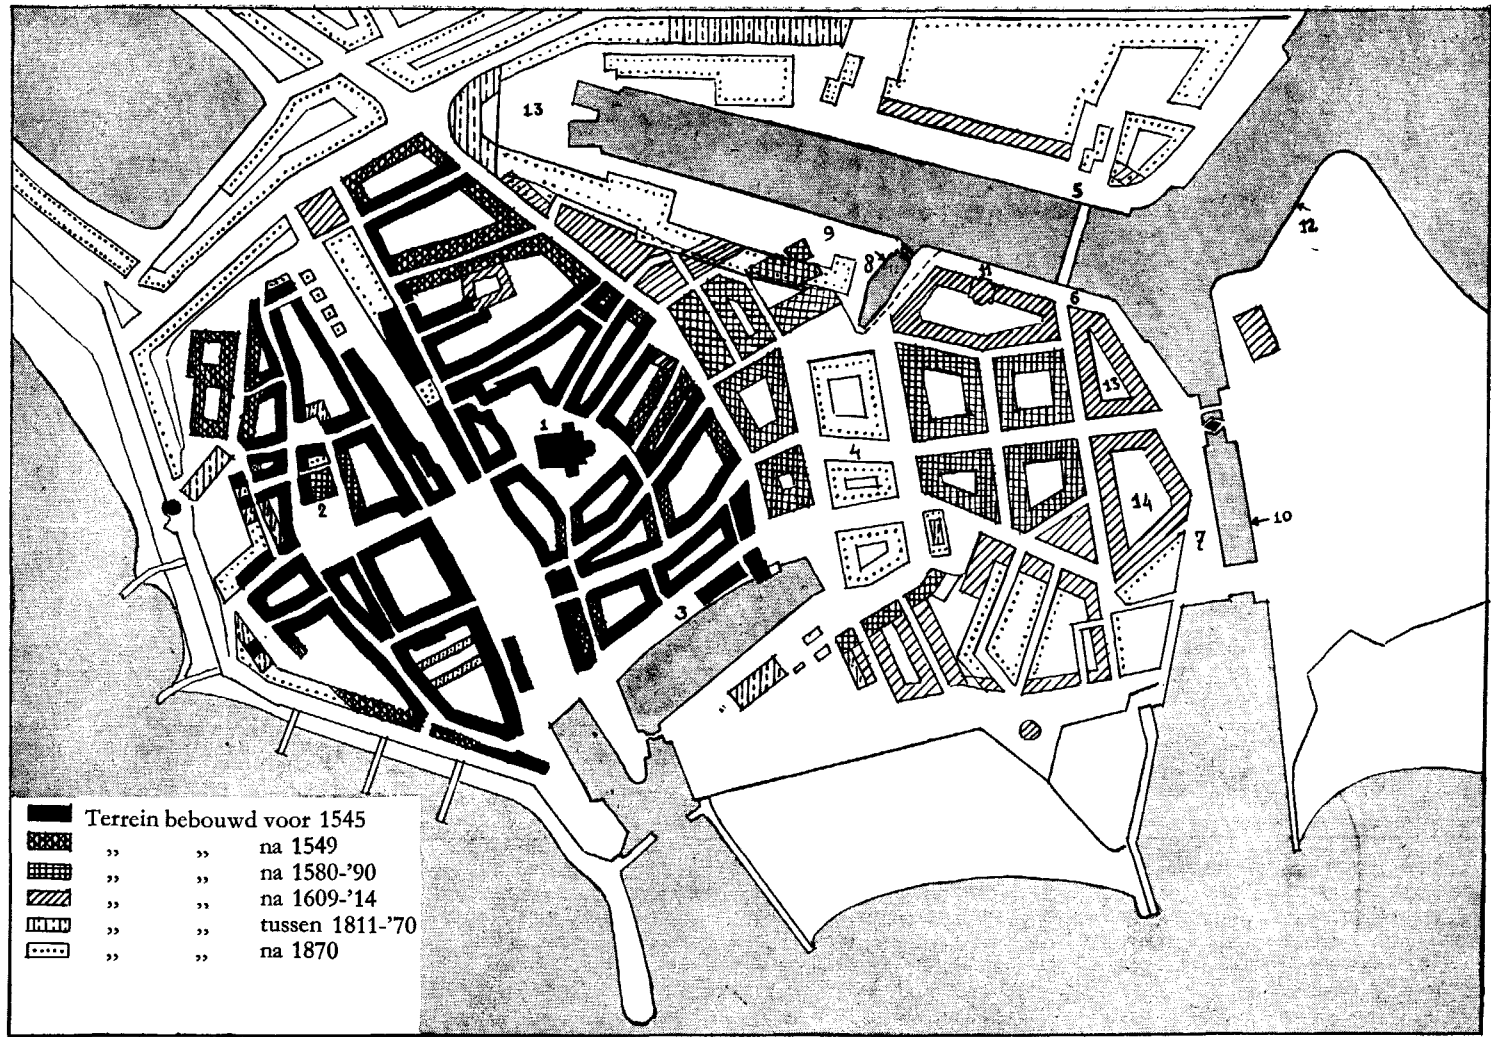 13
5
12
9
8
11
6
13
1
4
2
14
10
7
3
Terrein bebouwd voor 1545
„ „ na 1549
„ „ na 1580-’90
„ „ na 1609-’14
„ „ tussen 1811-’70
„ „ na 1870